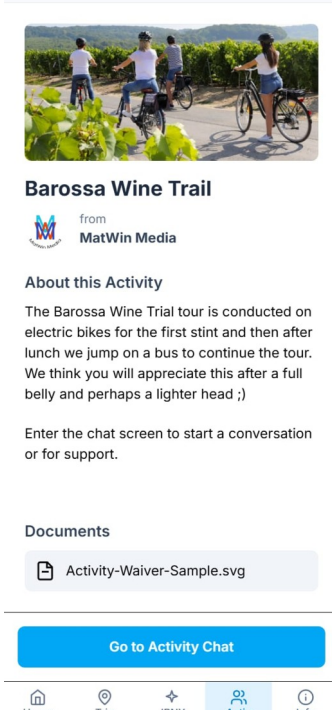 Barossa Wine Trail
from
MatWin Media
About this Activity
The Barossa Wine Trial tour is conducted on
electric bikes for the first stint and then after
lunch we jump on a bus to continue the tour.
We think you will appreciate this after a full
belly and perhaps a lighter head ;)
Enter the chat screen to start a conversation
or for support.
Documents
Activity-Waiver-Sample.svg
Go to Activity Chat